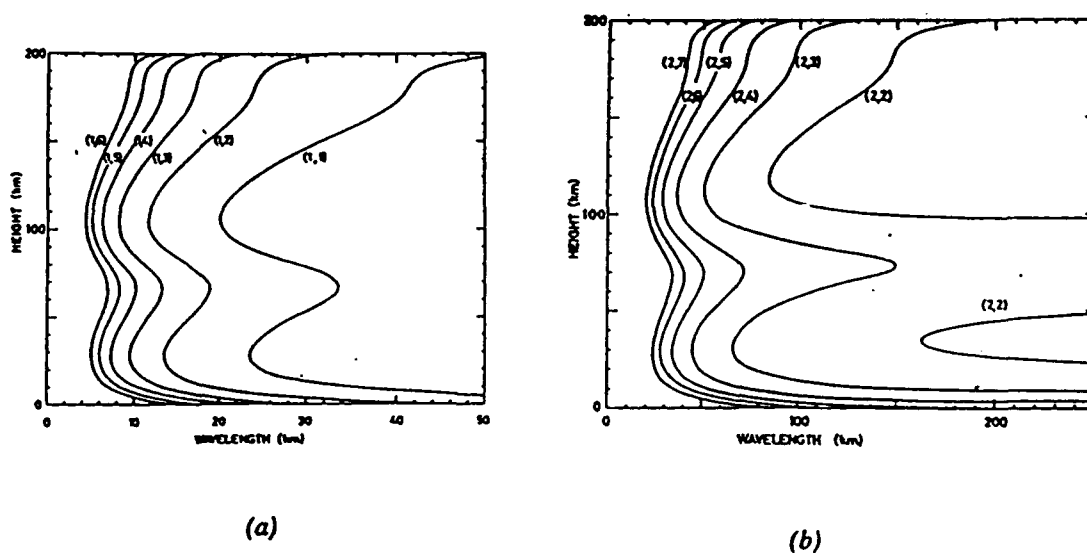 200
100
0
HEIGHT (km)
(1,6)
(1,5)
(1,4)
(1,3)
(1,2)
(1,1)
0 10 20 30 40 50
WAVELENGTH (km)
(a)
200
100
0
HEIGHT (km)
(2,7)
(2,6)
(2,5)
(2,4)
(2,3)
(2,2)
(2,2)
0 100 200
WAVELENGTH (km)
(b)